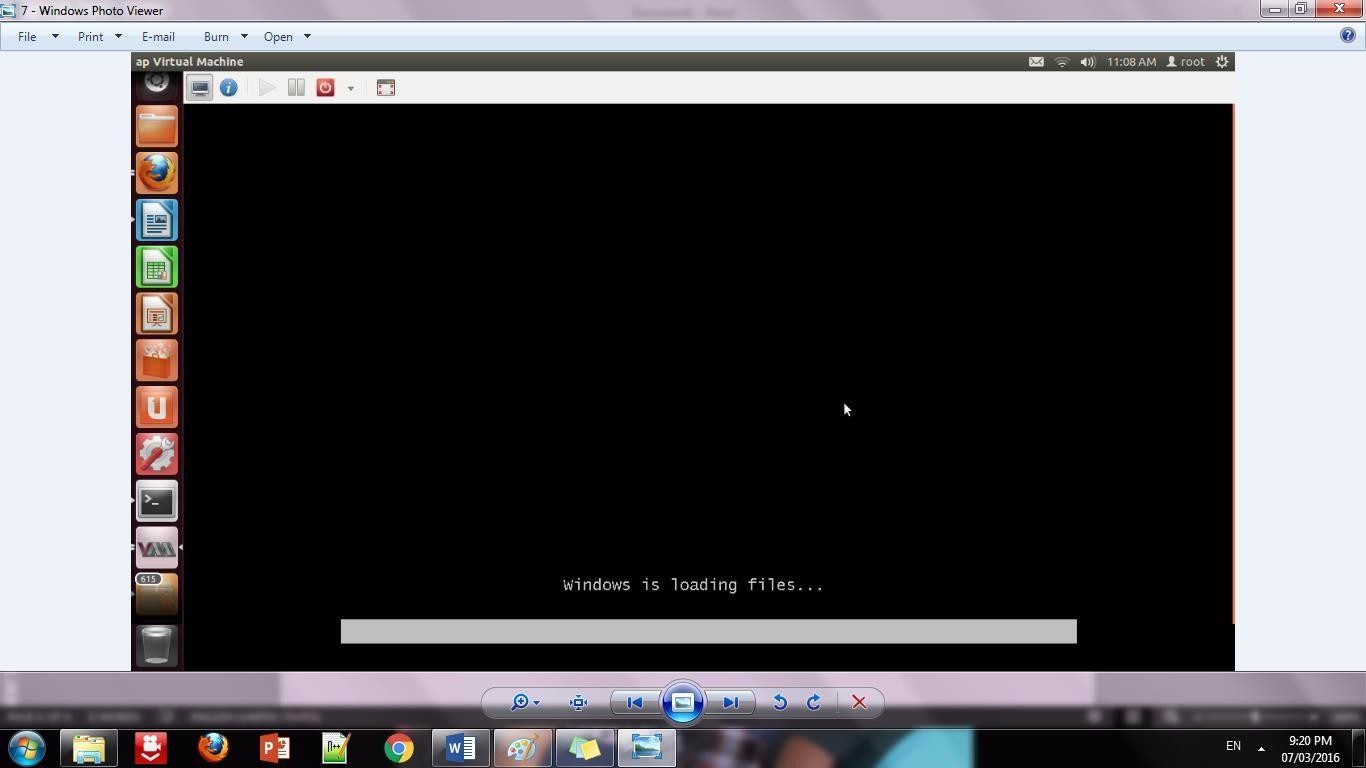 7 - Windows Photo Viewer
File Print E-mail Burn Open
ap Virtual Machine 11:08 AM root
615
Windows is loading files...
EN 9:20 PM
07/03/2016